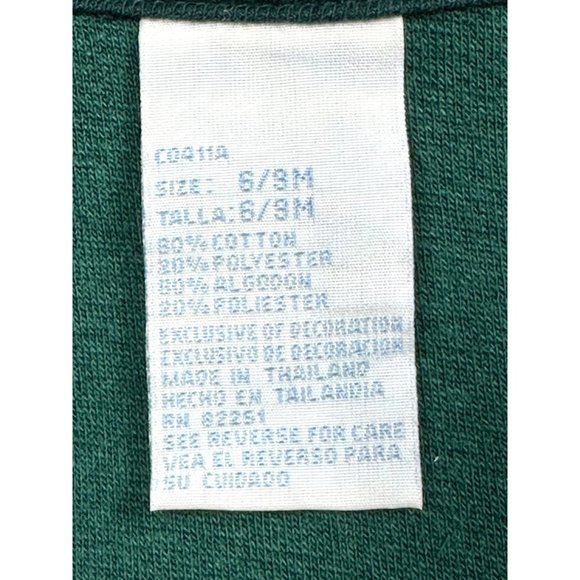 C0411A
SIZE: 6/9M
TALLA: 6/9M
80% COTTON
20% POLYESTER
80% ALGODON
20% POLIESTER
EXCLUSIVE OF DECORATION
EXCLUSIVO DE DECORACION
MADE IN THAILAND
HECHO EN TAILANDIA
RN 62251
SEE REVERSE FOR CARE
VEA EL REVERSO PARA
SU CUIDADO